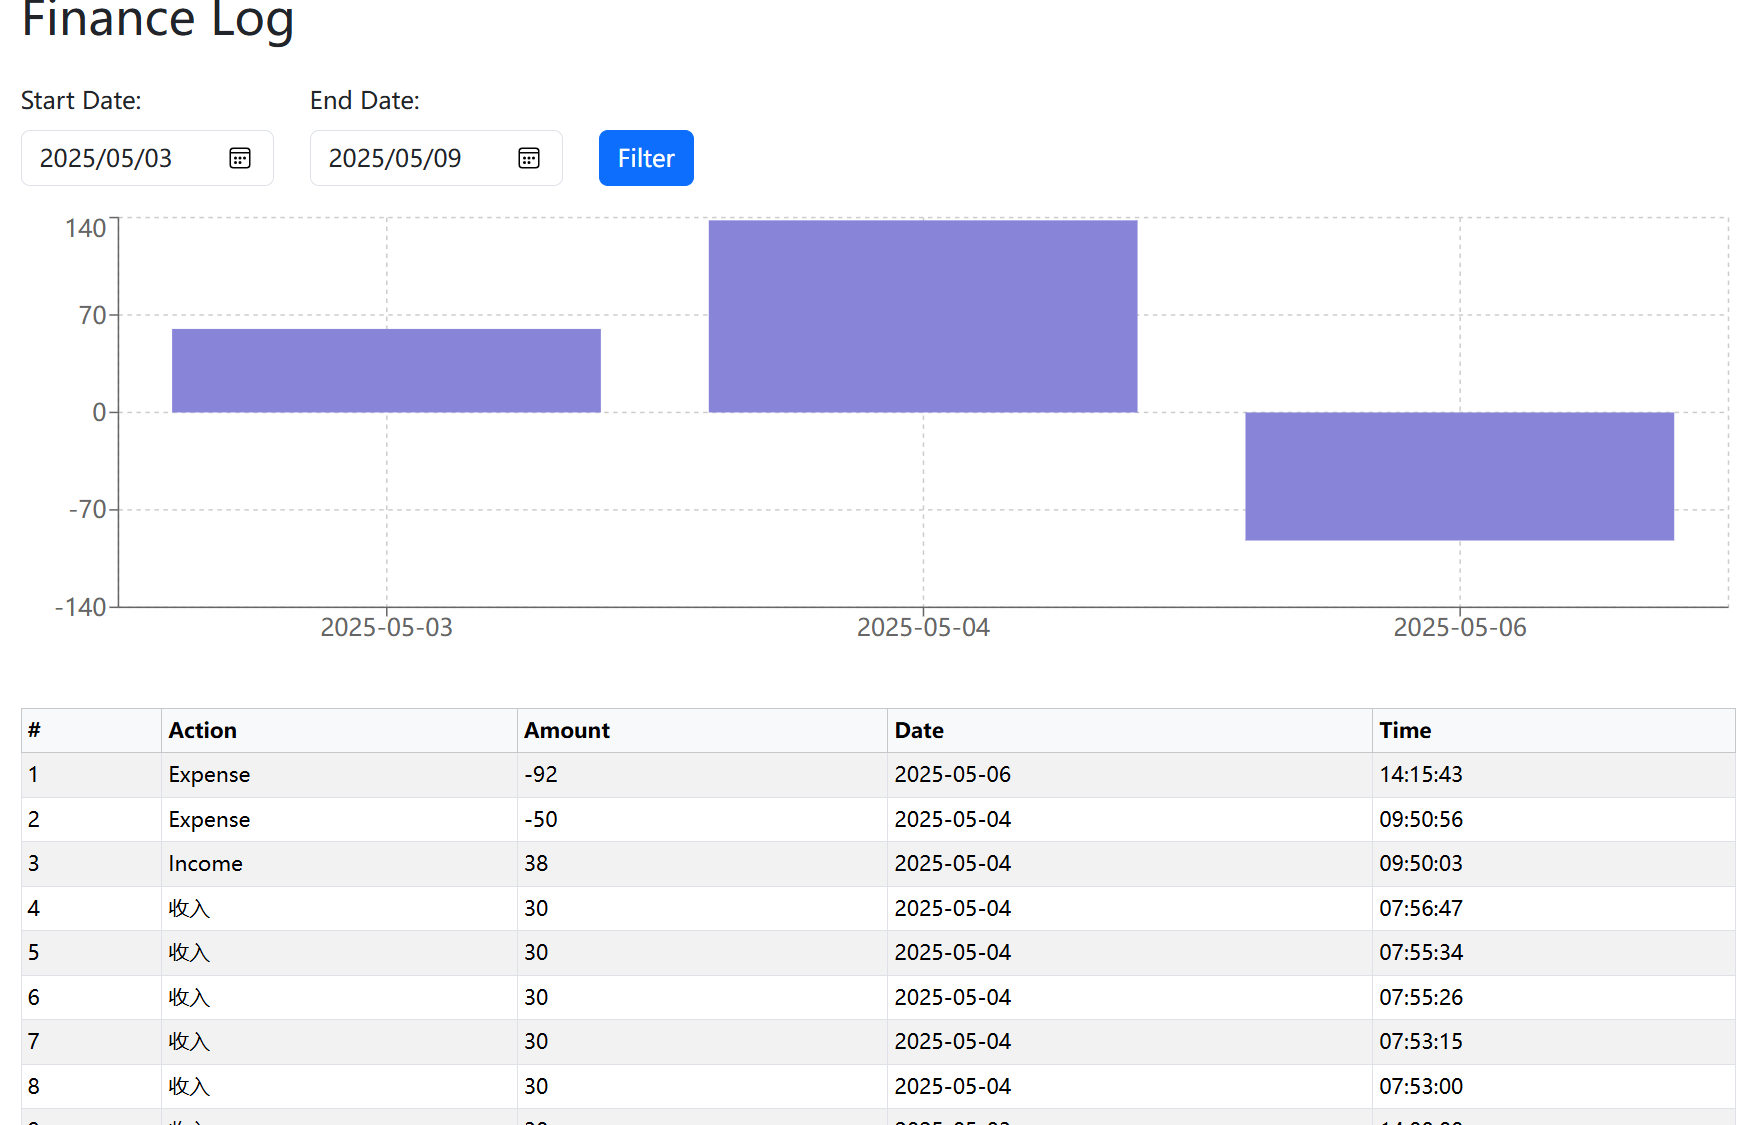 Finance Log
Start Date: End Date:
2025/05/03 2025/05/09 Filter
140
70
0
-70
-140
2025-05-03 2025-05-04 2025-05-06
# Action Amount Date Time
1 Expense -92 2025-05-06 14:15:43
2 Expense -50 2025-05-04 09:50:56
3 Income 38 2025-05-04 09:50:03
4 收入 30 2025-05-04 07:56:47
5 收入 30 2025-05-04 07:55:34
6 收入 30 2025-05-04 07:55:26
7 收入 30 2025-05-04 07:53:15
8 收入 30 2025-05-04 07:53:00